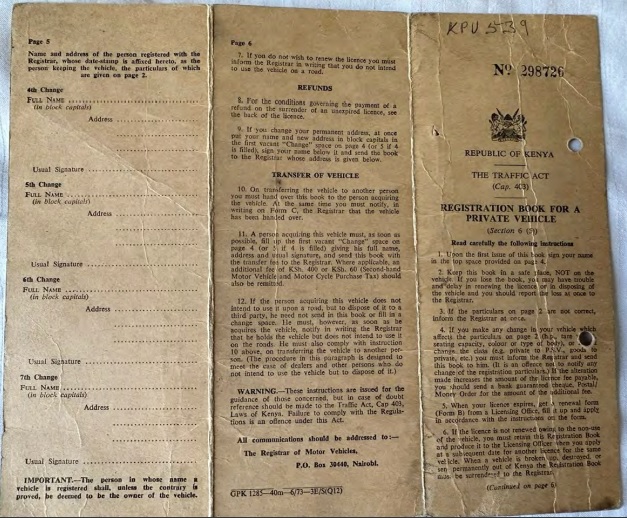 Page 5
Name and address of the person registered with the
Registrar, whose date-stamp is affixed hereto, as the
person keeping the vehicle, the particulars of which
are given on page 2.
4th Change
FULL NAME
(in block capitals)
Address
Usual Signature
5th Change
FULL NAME
(in block capitals)
Address
Usual Signature
6th Change
FULL NAME
(in block capitals)
Address
Usual Signature
7th Change
FULL NAME
(in block capitals)
Address
Usual Signature
IMPORTANT.—The person in whose name a
vehicle is registered shall, unless the contrary is
proved, be deemed to be the owner of the vehicle.
Page 6
7. If you do not wish to renew the licence you must
inform the Registrar in writing that you do not intend
to use the vehicle on a road.
REFUNDS
8. For the conditions governing the payment of a
refund on the surrender of an unexpired licence, see
the back of the licence.
9. If you change your permanent address, at once
put your name and new address in block capitals in
the first vacant "Change" space on page 4 (or 5 if 4
is filled), sign your name below it and send the book
to the Registrar whose address is given below.
TRANSFER OF VEHICLE
10. On transferring the vehicle to another person
you must hand over this book to the person acquiring
the vehicle. At the same time you must notify, in
writing on Form C, the Registrar that the vehicle
has been handed over.
11. A person acquiring this vehicle must, as soon as
possible, fill up the first vacant "Change" space on
page 4 (or 5 if 4 is filled) giving his full name,
address and usual signature, and send this book with
the transfer fee to the Registrar. Where applicable, an
additional fee of KSh. 400 or KSh. 60 (Second-hand
Motor Vehicle and Motor Cycle Purchase Tax) should
also be remitted.
12. If the person acquiring this vehicle does not
intend to use it upon a road, but to dispose of it to a
third party, he need not send in this book or fill in a
change space. He must, however, as soon as he
acquires the vehicle, notify in writing the Registrar
that he holds the vehicle but does not intend to use it
on the roads. He must also comply with instruction
10 above, on transferring the vehicle to another per-
son. (The procedure in this paragraph is designed to
meet the case of dealers and other persons who do
not intend to use the vehicle but to dispose of it.)
WARNING.—These instructions are issued for the
guidance of those concerned, but in case of doubt
reference should be made to the Traffic Act, Cap 403,
Laws of Kenya. Failure to comply with the Regula-
tions is an offence under this Act.
All communications should be addressed to:—
The Registrar of Motor Vehicles,
P.O. Box 30440, Nairobi.
GPK 1285—40m—6/73—3E/S(Q12)
KPU 539
Nº 298726
REPUBLIC OF KENYA
THE TRAFFIC ACT
(Cap. 403)
REGISTRATION BOOK FOR A
PRIVATE VEHICLE
(Section 6 (5))
Read carefully the following instructions
1. Upon the first issue of this book sign your name
in the top space provided on page 4.
2. Keep this book in a safe place, NOT on the
vehicle. If you lose the book, you may have trouble
and delay in renewing the licence or in disposing of
the vehicle and you should report the loss at once to
the Registrar.
3. If the particulars on page 2 are not correct,
inform the Registrar at once.
4. If you make any change in your vehicle which
affects the particulars on page 2 (h.p., tare
seating capacity, colour or type of body), or
change the class (e.g. private to P.S.V., goods to
private, etc.) you must inform the Registrar and send
this book to him. (It is an offence not to notify any
change of the registration particulars.) If the alteration
made increases the amount of the licence fee payable,
you should send a bank guaranteed cheque, Postal/
Money Order for the amount of the additional fee.
5. When your licence expires, get a renewal form
(Form B) from a Licensing Office, fill it up and apply
in accordance with the instructions on the form.
6. If the licence is not renewed owing to the non-use
of the vehicle, you must retain this Registration Book
and produce it to the Licensing Officer when you apply
at a subsequent date for another licence for the same
vehicle. When a vehicle is broken up, destroyed, or
sent permanently out of Kenya the Registration Book
must be surrendered to the Registrar.
(Continued on page 6)